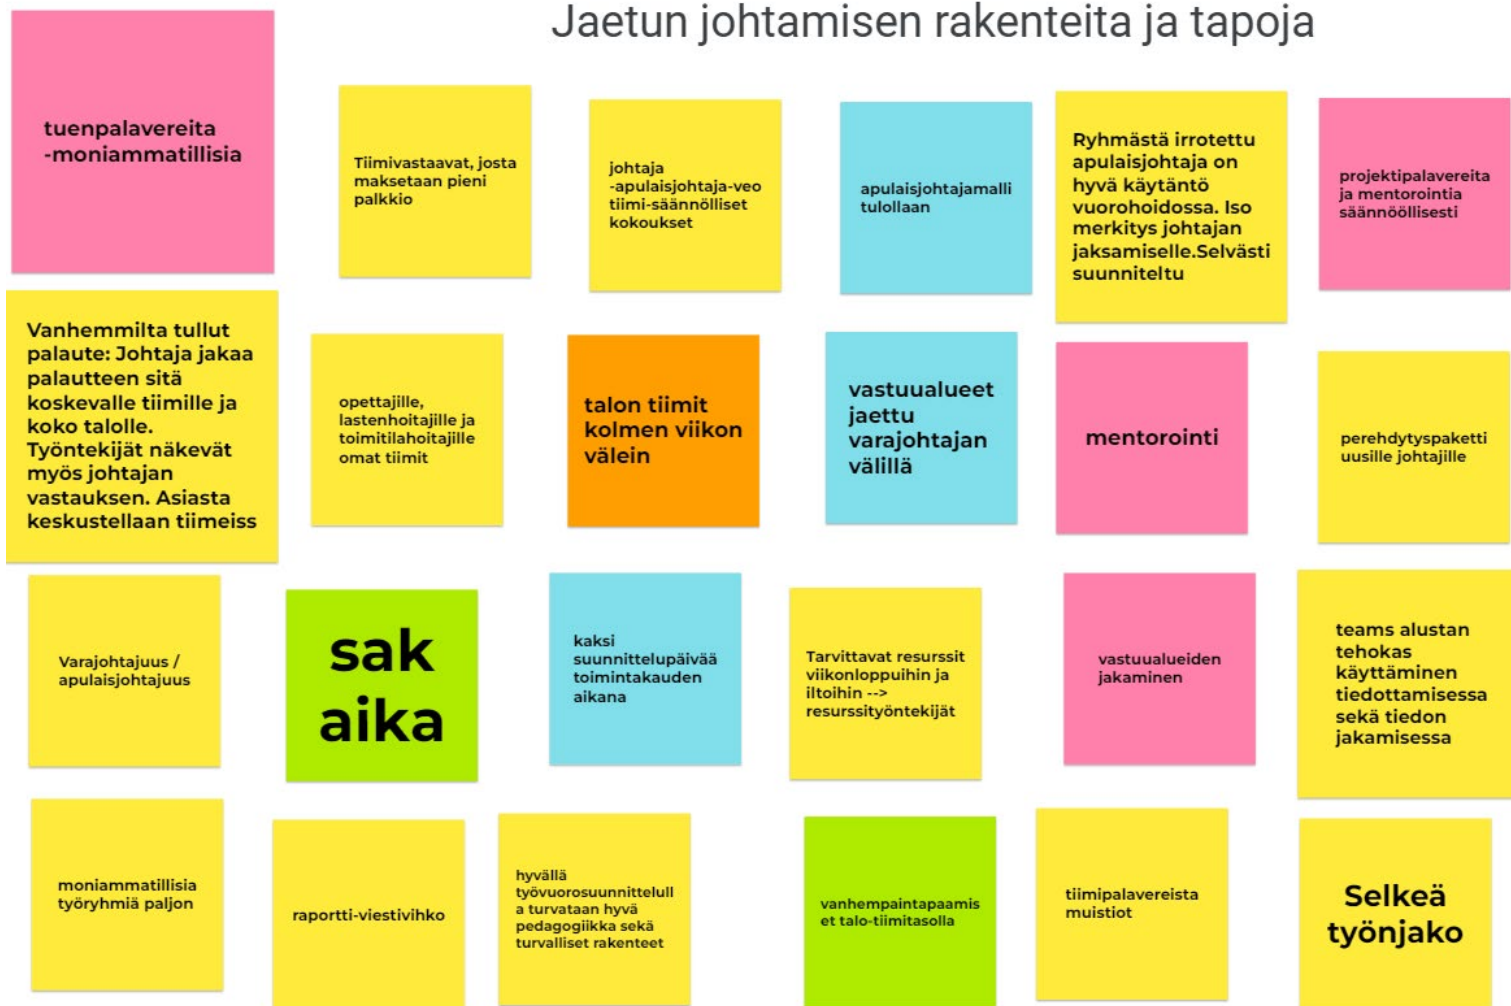 Jaetun johtamisen rakenteita ja tapoja
tuenpalavereita
-moniammatillisia
Tiimivastaavat, josta
maksetaan pieni
palkkio
johtaja
-apulaisjohtaja-veo
tiimi-säännölliset
kokoukset
apulaisjohtajamalli
tulollaan
Ryhmästä irrotettu
apulaisjohtaja on
hyvä käytäntö
vuorohoidossa. Iso
merkitys johtajan
jaksamiselle.Selvästi
suunniteltu
projektipalavereita
ja mentorointia
säännööllisesti
Vanhemmilta tullut
palaute: Johtaja jakaa
palautteen sitä
koskevalle tiimille ja
koko talolle.
Työntekijät näkevät
myös johtajan
vastauksen. Asiasta
keskustellaan tiimeiss
opettajille,
lastenhoitajille ja
toimitilahoitajille
omat tiimit
talon tiimit
kolmen viikon
välein
vastuualueet
jaettu
varajohtajan
välillä
mentorointi
perehdytyspaketti
uusille johtajille
Varajohtajuus /
apulaisjohtajuus
sak
aika
kaksi
suunnittelupäivää
toimintakauden
aikana
Tarvittavat resurssit
viikonloppuihin ja
iltoihin -->
resurssityöntekijät
vastuualueiden
jakaminen
teams alustan
tehokas
käyttäminen
tiedottamisessa
sekä tiedon
jakamisessa
moniammatillisia
työryhmiä paljon
raportti-viestivihko
hyvällä
työvuorosuunnittelull
a turvataan hyvä
pedagogiikka sekä
turvalliset rakenteet
vanhempaintapaamis
et talo-tiimitasolla
tiimipalavereista
muistiot
Selkeä
työnjako